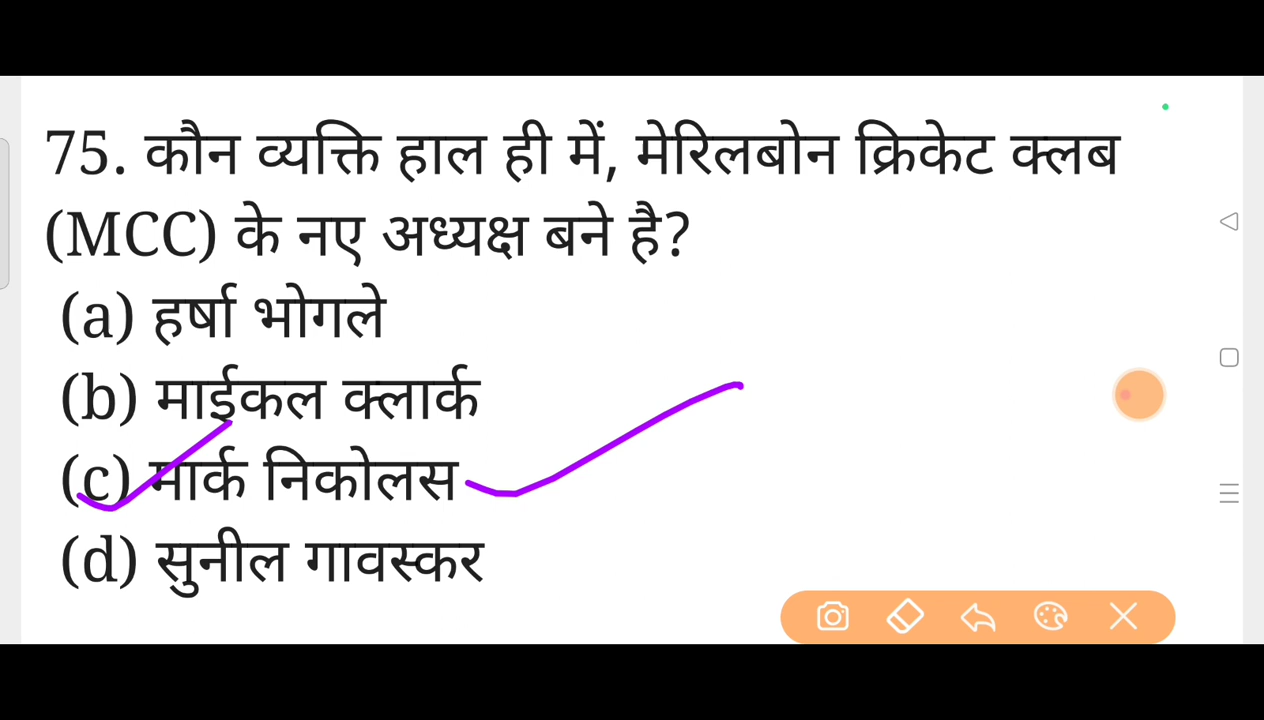 75. कौन व्यक्ति हाल ही में, मेरिलबोन क्रिकेट क्लब
(MCC) के नए अध्यक्ष बने है?
(a) हर्षा भोगले
(b) माईकल क्लार्क
(c) मार्क निकोलस
(d) सुनील गावस्कर